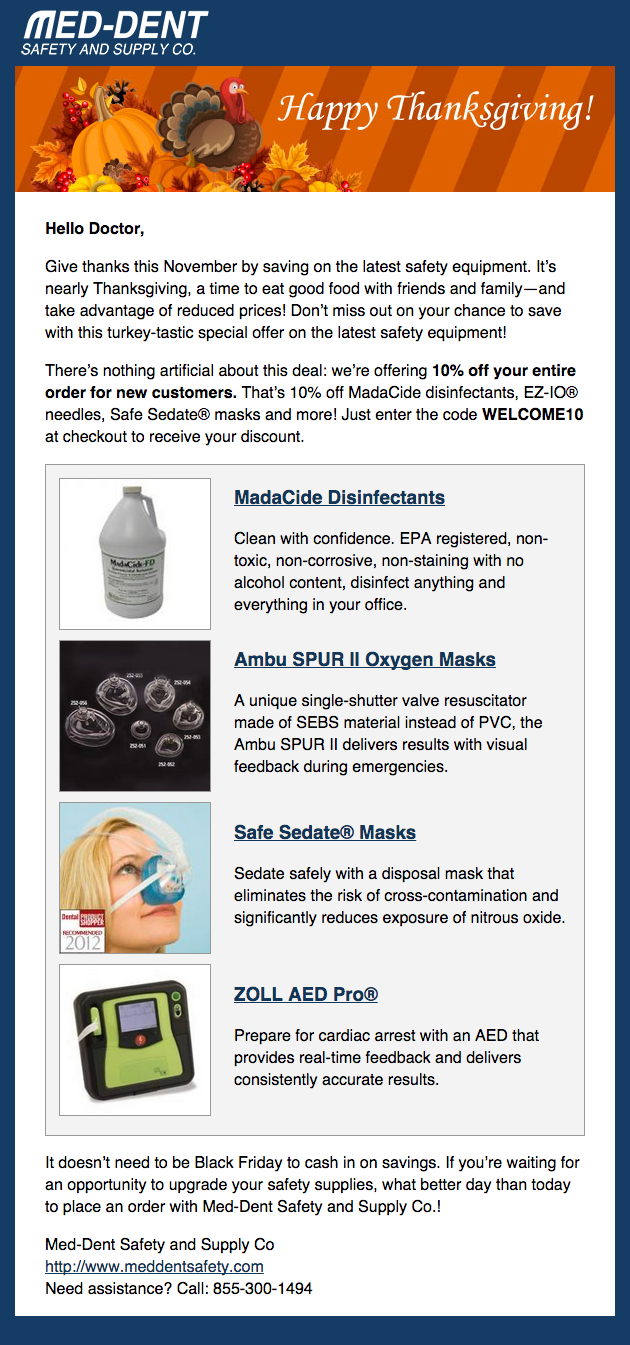 MED-DENT
SAFETY AND SUPPLY CO.
Happy Thanksgiving!
Hello Doctor,
Give thanks this November by saving on the latest safety equipment. It’s
nearly Thanksgiving, a time to eat good food with friends and family—and
take advantage of reduced prices! Don’t miss out on your chance to save
with this turkey-tastic special offer on the latest safety equipment!
There’s nothing artificial about this deal: we’re offering 10% off your entire
order for new customers. That’s 10% off MadaCide disinfectants, EZ-IO®
needles, Safe Sedate® masks and more! Just enter the code WELCOME10
at checkout to receive your discount.
MadaCide-FD
MadaCide Disinfectants
Clean with confidence. EPA registered, non-
toxic, non-corrosive, non-staining with no
alcohol content, disinfect anything and
everything in your office.
252-055
252-054
252-056
252-053
252-051
252-052
Ambu SPUR II Oxygen Masks
A unique single-shutter valve resuscitator
made of SEBS material instead of PVC, the
Ambu SPUR II delivers results with visual
feedback during emergencies.
Dental PRODUCT
SHOPPER
RECOMMENDED
2012
Safe Sedate® Masks
Sedate safely with a disposal mask that
eliminates the risk of cross-contamination and
significantly reduces exposure of nitrous oxide.
ZOLL AED Pro®
Prepare for cardiac arrest with an AED that
provides real-time feedback and delivers
consistently accurate results.
It doesn’t need to be Black Friday to cash in on savings. If you’re waiting for
an opportunity to upgrade your safety supplies, what better day than today
to place an order with Med-Dent Safety and Supply Co.!
Med-Dent Safety and Supply Co
http://www.meddentsafety.com
Need assistance? Call: 855-300-1494